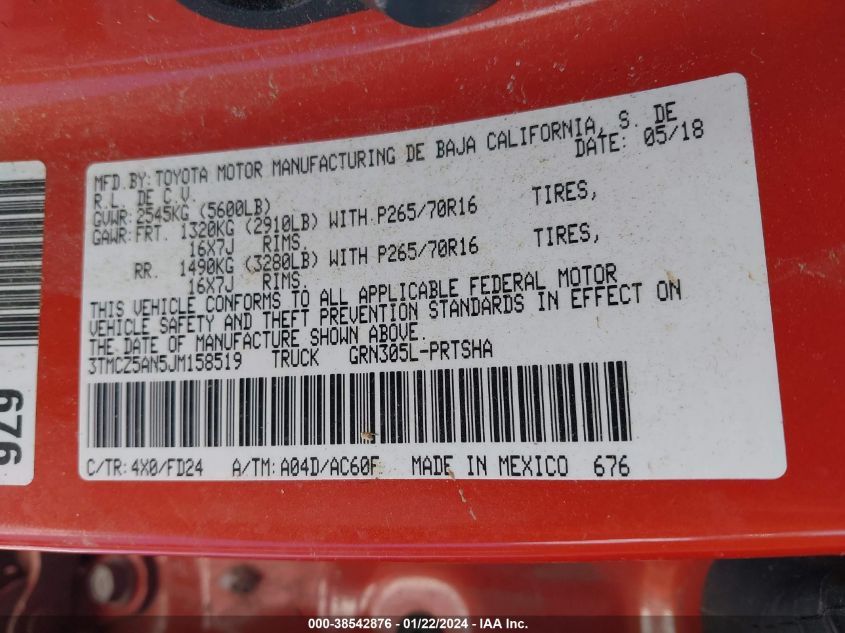 MFD.BY:TOYOTA MOTOR MANUFACTURING DE BAJA CALIFORNIA, S. DE
R.L. DE C.V. DATE: 05/18
GVWR:2545KG (5600LB)
GAWR:FRT. 1320KG (2910LB) WITH P265/70R16 TIRES,
16X7J RIMS.
RR. 1490KG (3280LB) WITH P265/70R16 TIRES,
16X7J RIMS.
THIS VEHICLE CONFORMS TO ALL APPLICABLE FEDERAL MOTOR
VEHICLE SAFETY AND THEFT PREVENTION STANDARDS IN EFFECT ON
THE DATE OF MANUFACTURE SHOWN ABOVE.
3TMCZ5AN5JM158519 TRUCK GRN305L-PRTSHA
C/TR:4X0/FD24 A/TM:A04D/AC60F MADE IN MEXICO 676
676
000-38542876 - 01/22/2024 - IAA Inc.